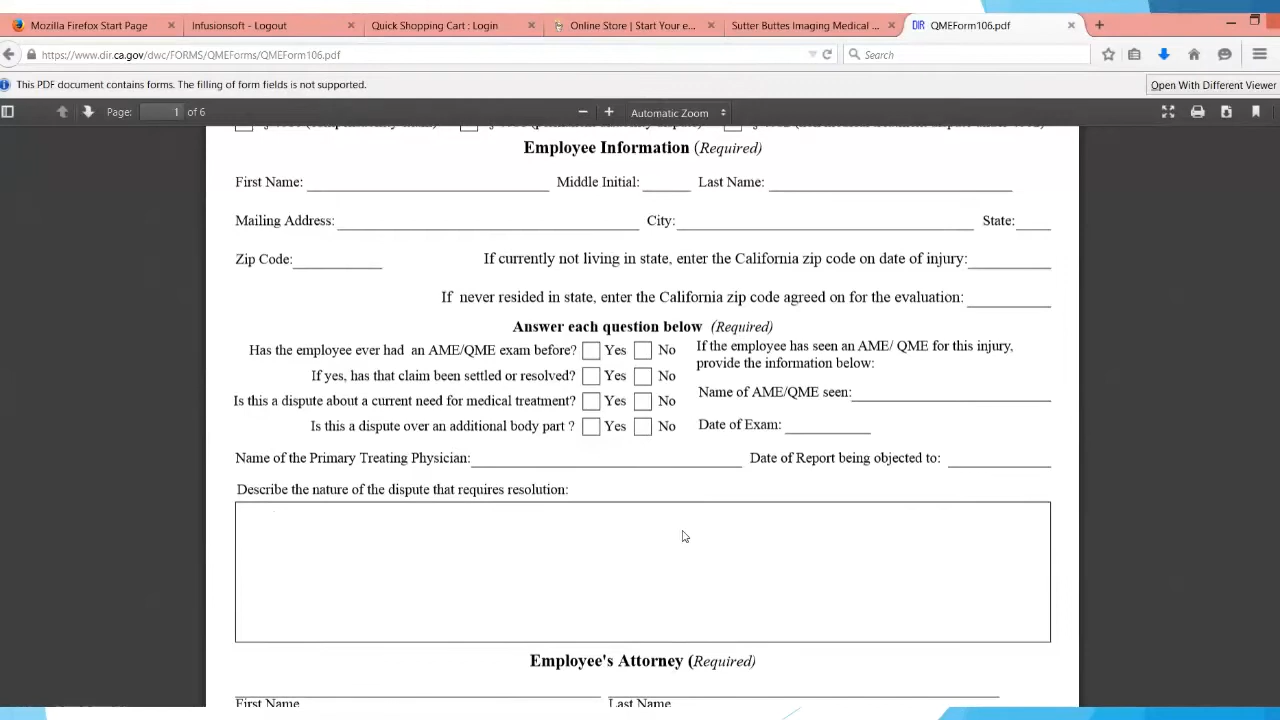 Mozilla Firefox Start Page
Infusionsoft - Logout
Quick Shopping Cart : Login
Online Store | Start Your e...
Sutter Buttes Imaging Medical ...
DIR QMEForm106.pdf
https://www.dir.ca.gov/dwc/FORMS/QMEForms/QMEForm106.pdf
Search
This PDF document contains forms. The filling of form fields is not supported.
Open With Different Viewer
Page: 1 of 6
Automatic Zoom
Employee Information (Required)
First Name: Middle Initial: Last Name:
Mailing Address: City: State:
Zip Code: If currently not living in state, enter the California zip code on date of injury:
If never resided in state, enter the California zip code agreed on for the evaluation:
Answer each question below (Required)
Has the employee ever had an AME/QME exam before? Yes No
If yes, has that claim been settled or resolved? Yes No
Is this a dispute about a current need for medical treatment? Yes No
Is this a dispute over an additional body part ? Yes No
If the employee has seen an AME/ QME for this injury,
provide the information below:
Name of AME/QME seen:
Date of Exam:
Name of the Primary Treating Physician: Date of Report being objected to:
Describe the nature of the dispute that requires resolution:
Employee's Attorney (Required)
First Name Last Name